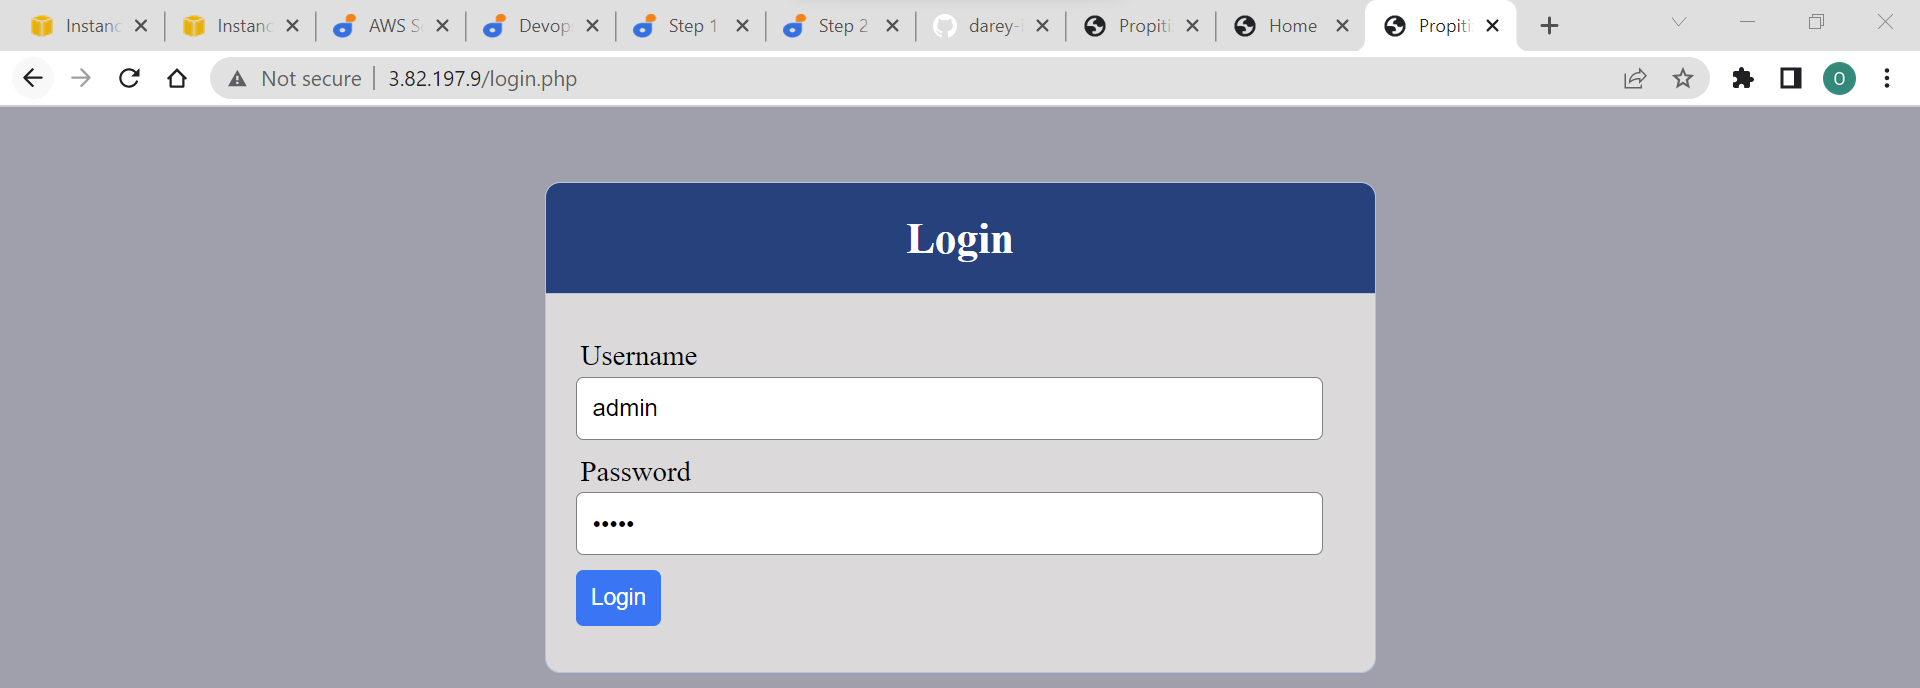 Instanc Instanc AWS S Devop Step 1 Step 2 darey- Propiti Home Propiti
Not secure 3.82.197.9/login.php O
Login
Username
admin
Password
•••••
Login